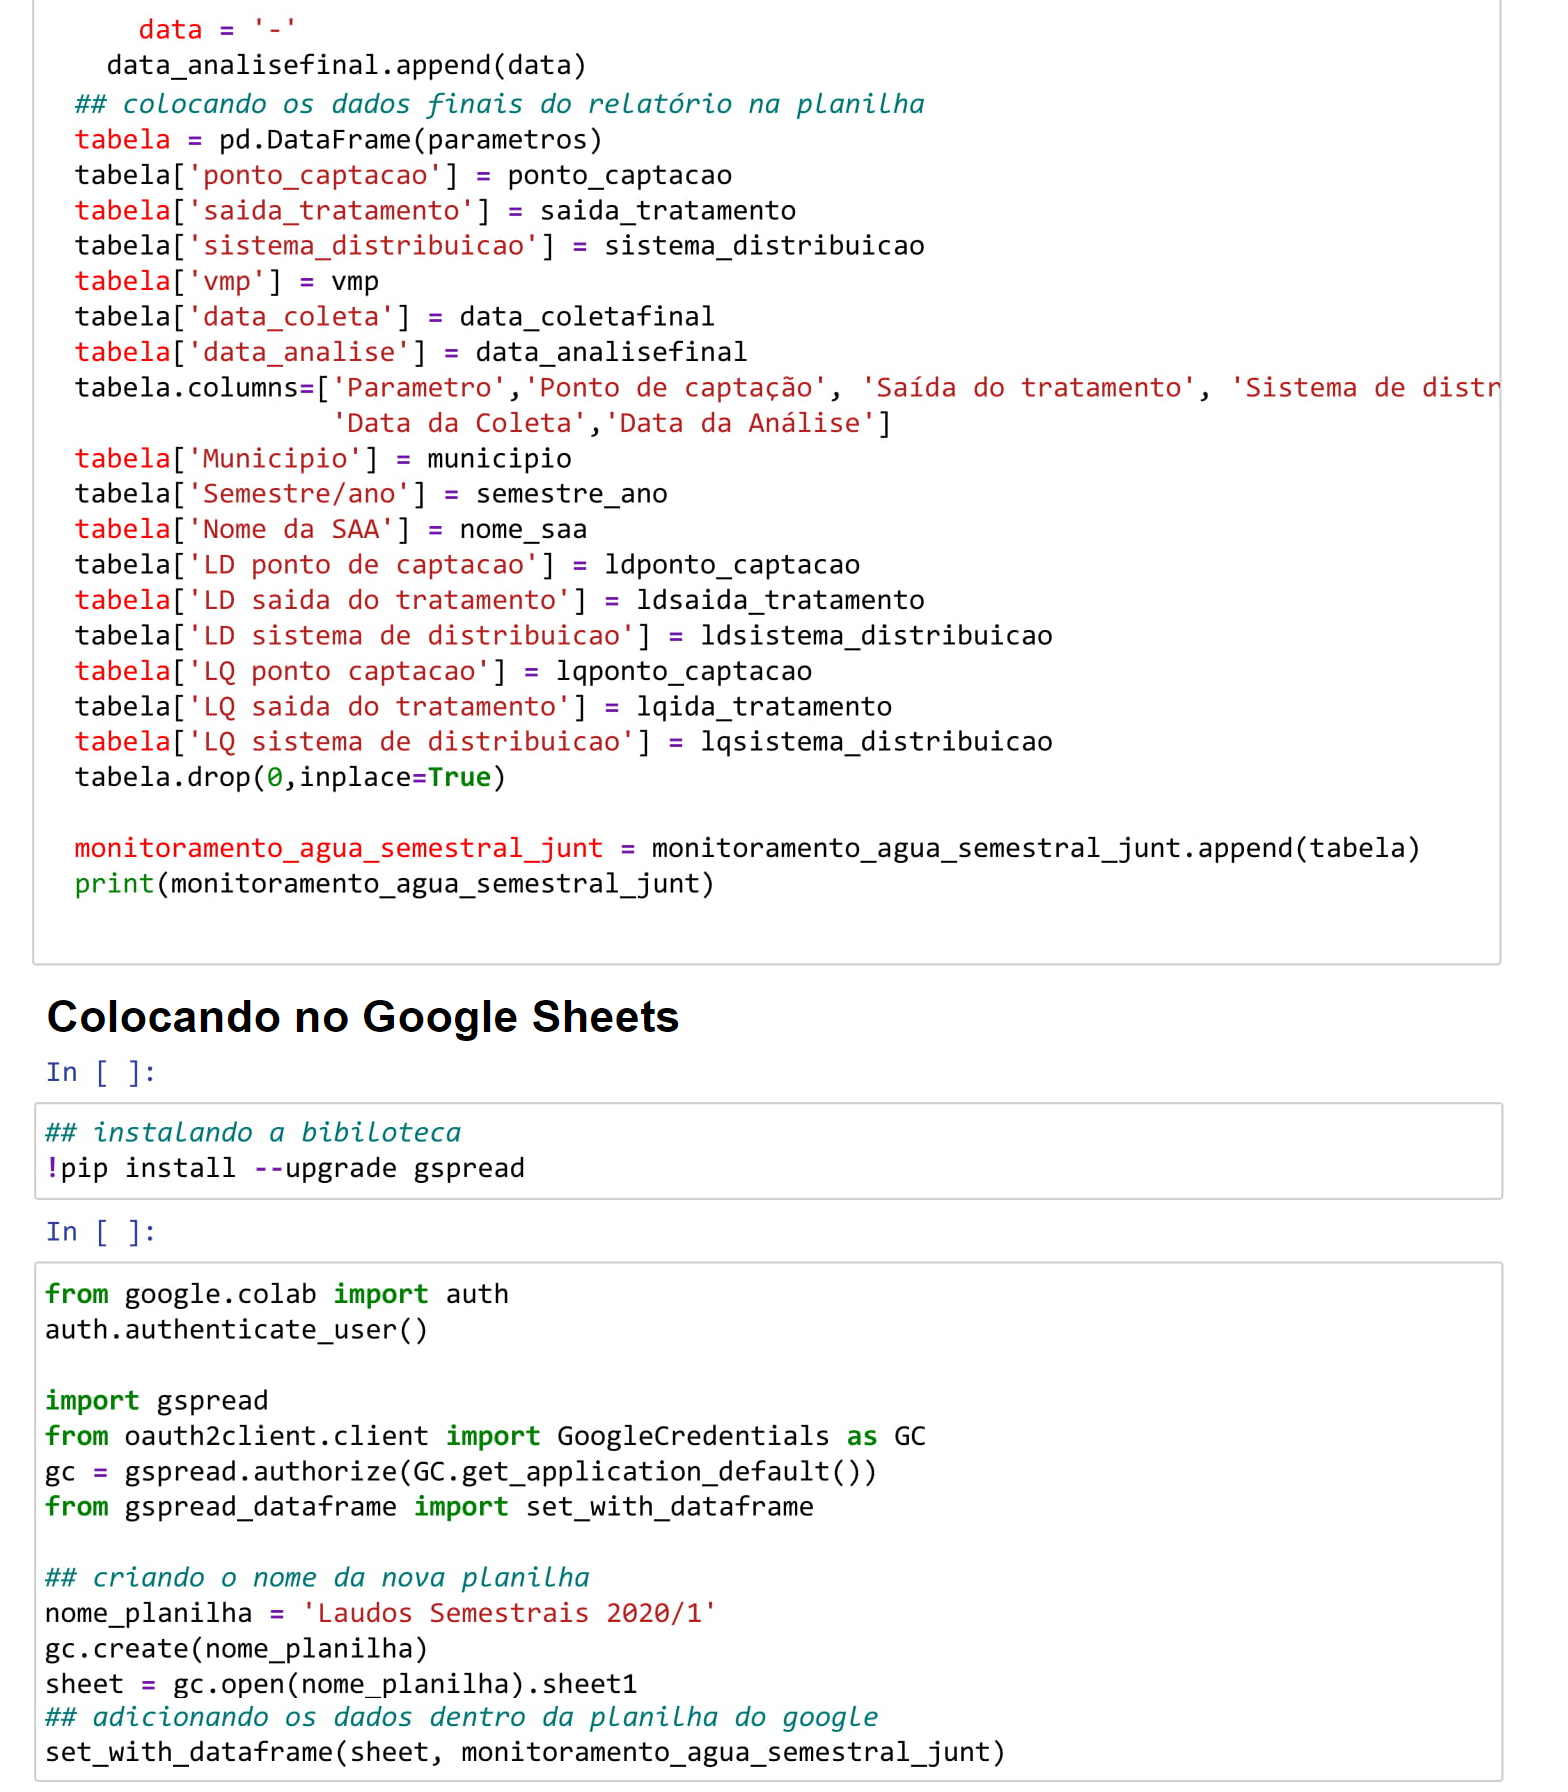 data = '-'
data_analisefinal.append(data)
## colocando os dados finais do relatório na planilha
tabela = pd.DataFrame(parametros)
tabela['ponto_captacao'] = ponto_captacao
tabela['saida_tratamento'] = saida_tratamento
tabela['sistema_distribuicao'] = sistema_distribuicao
tabela['vmp'] = vmp
tabela['data_coleta'] = data_coletafinal
tabela['data_analise'] = data_analisefinal
tabela.columns=['Parametro','Ponto de captação', 'Saída do tratamento', 'Sistema de distr
'Data da Coleta','Data da Análise']
tabela['Municipio'] = municipio
tabela['Semestre/ano'] = semestre_ano
tabela['Nome da SAA'] = nome_saa
tabela['LD ponto de captacao'] = ldponto_captacao
tabela['LD saida do tratamento'] = ldsaida_tratamento
tabela['LD sistema de distribuicao'] = ldsistema_distribuicao
tabela['LQ ponto captacao'] = lqponto_captacao
tabela['LQ saida do tratamento'] = lqida_tratamento
tabela['LQ sistema de distribuicao'] = lqsistema_distribuicao
tabela.drop(0,inplace=True)
monitoramento_agua_semestral_junt = monitoramento_agua_semestral_junt.append(tabela)
print(monitoramento_agua_semestral_junt)
Colocando no Google Sheets
In [ ]:
## instalando a bibiloteca
!pip install --upgrade gspread
In [ ]:
from google.colab import auth
auth.authenticate_user()
import gspread
from oauth2client.client import GoogleCredentials as GC
gc = gspread.authorize(GC.get_application_default())
from gspread_dataframe import set_with_dataframe
## criando o nome da nova planilha
nome_planilha = 'Laudos Semestrais 2020/1'
gc.create(nome_planilha)
sheet = gc.open(nome_planilha).sheet1
## adicionando os dados dentro da planilha do google
set_with_dataframe(sheet, monitoramento_agua_semestral_junt)